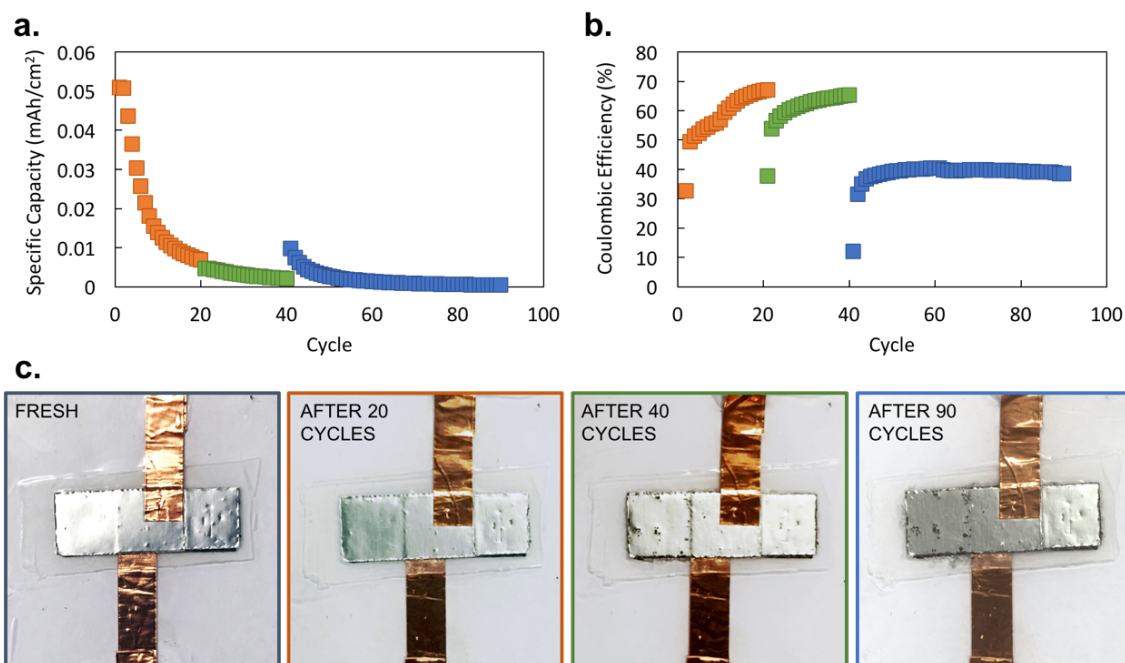 a.
Specific Capacity (mAh/cm²)
0.06
0.05
0.04
0.03
0.02
0.01
0
0 20 40 60 80 100
Cycle
b.
Coulombic Efficiency (%)
80
70
60
50
40
30
20
10
0
0 20 40 60 80 100
Cycle
c.
FRESH
AFTER 20
CYCLES
AFTER 40
CYCLES
AFTER 90
CYCLES